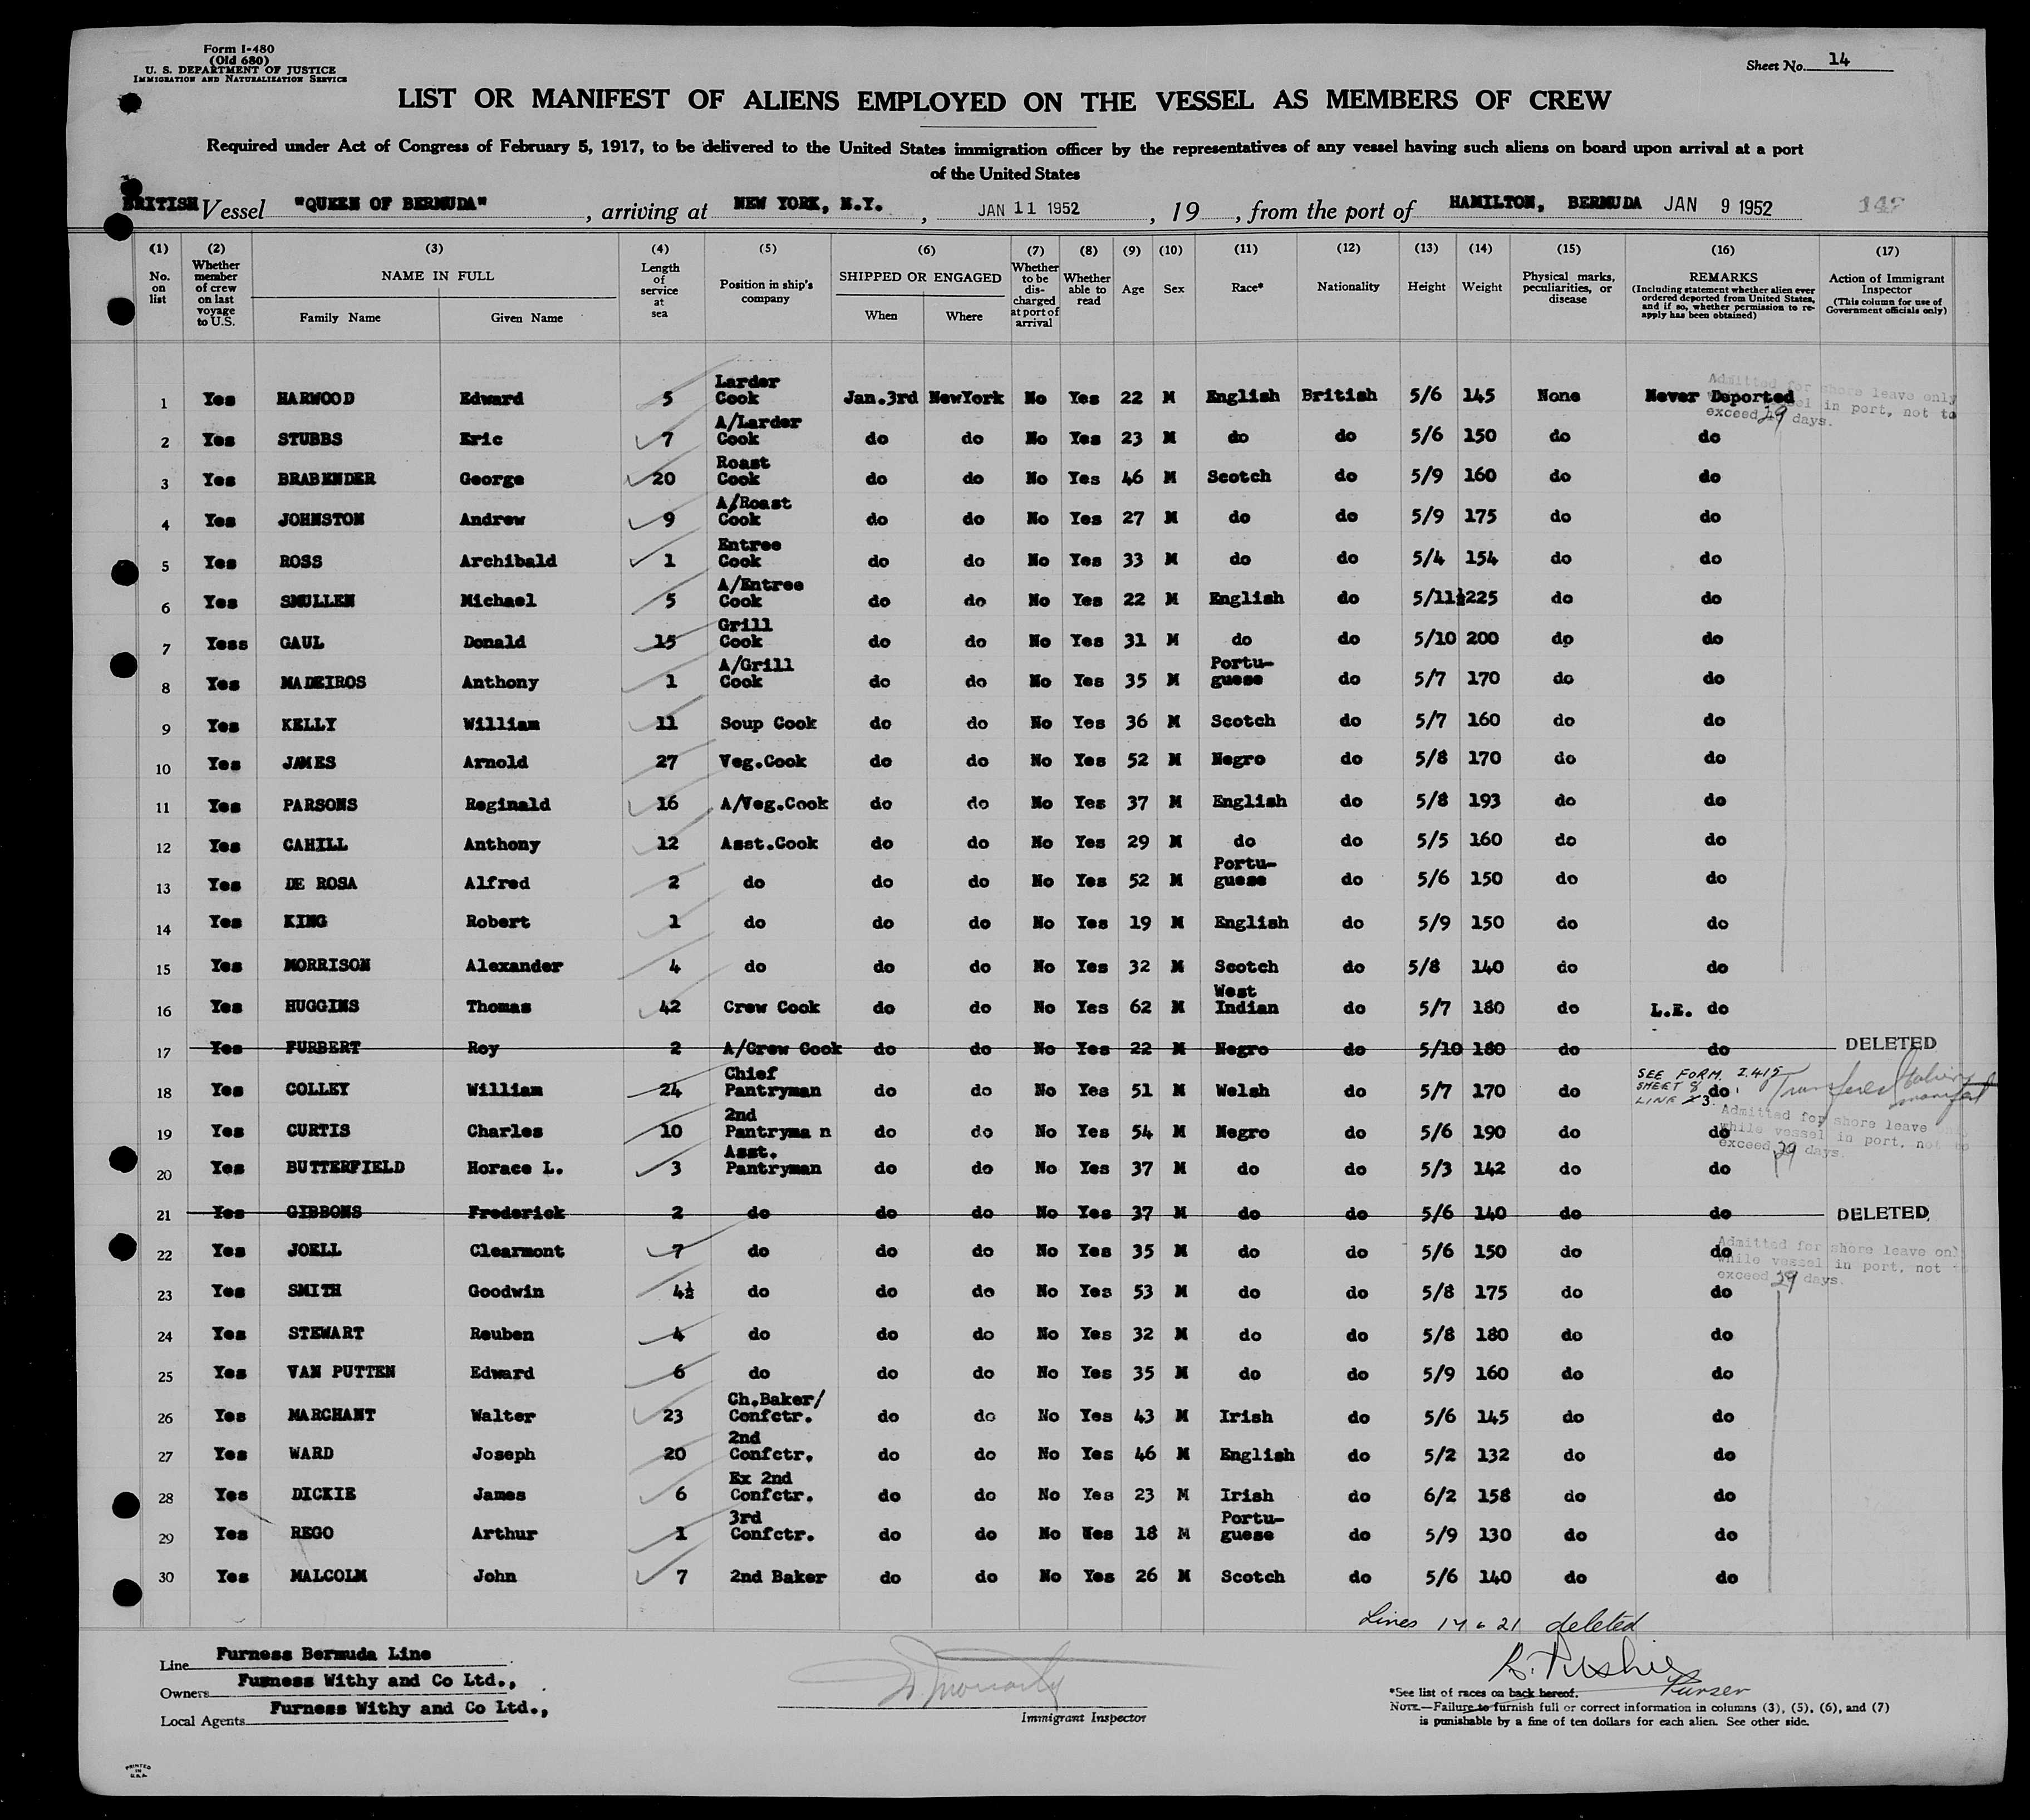 Form I-480
(Old 680)
U. S. DEPARTMENT OF JUSTICE
IMMIGRATION AND NATURALIZATION SERVICE
Sheet No. 14
LIST OR MANIFEST OF ALIENS EMPLOYED ON THE VESSEL AS MEMBERS OF CREW
Required under Act of Congress of February 5, 1917, to be delivered to the United States immigration officer by the representatives of any vessel having such aliens on board upon arrival at a port
of the United States
BRITISH Vessel "QUEEN OF BERMUDA" , arriving at NEW YORK, N.Y. , JAN 11 1952 , 19 , from the port of HAMILTON, BERMUDA JAN 9 1952
(1) (2) (3) (4) (5) (6) (7) (8) (9) (10) (11) (12) (13) (14) (15) (16) (17)
No. on list
Whether member of crew on last voyage to U.S.
NAME IN FULL
Family Name Given Name
Length of service at sea
Position in ship's company
SHIPPED OR ENGAGED
When Where
Whether to be discharged at port of arrival
Whether able to read
Age
Sex
Race*
Nationality
Height
Weight
Physical marks, peculiarities, or disease
REMARKS
(Including statement whether alien ever ordered deported from United States, and if so, whether permission to re-apply has been obtained)
Action of Immigrant Inspector
(This column for use of Government officials only)
1 Yes HARWOOD Edward 5 Larder Cook Jan.3rd NewYork No Yes 22 M English British 5/6 145 None Never Deported
Admitted for shore leave only
in port, not to
exceed 29 days.
2 Yes STUBBS Eric 7 A/Larder Cook do do No Yes 23 M do do 5/6 150 do do
3 Yes BRABENDER George 20 Roast Cook do do No Yes 46 M Scotch do 5/9 160 do do
4 Yes JOHNSTON Andrew 9 A/Roast Cook do do No Yes 27 M do do 5/9 175 do do
5 Yes ROSS Archibald 1 Entree Cook do do No Yes 33 M do do 5/4 154 do do
6 Yes SMULLEN Michael 5 A/Entree Cook do do No Yes 22 M English do 5/11½ 225 do do
7 Yess GAUL Donald 15 Grill Cook do do No Yes 31 M do do 5/10 200 do do
8 Yes MADEIROS Anthony 1 A/Grill Cook do do No Yes 35 M Portu-guese do 5/7 170 do do
9 Yes KELLY William 11 Soup Cook do do No Yes 36 M Scotch do 5/7 160 do do
10 Yes JAMES Arnold 27 Veg.Cook do do No Yes 52 M Negro do 5/8 170 do do
11 Yes PARSONS Reginald 16 A/Veg.Cook do do No Yes 37 M English do 5/8 193 do do
12 Yes CAHILL Anthony 12 Asst.Cook do do No Yes 29 M do do 5/5 160 do do
13 Yes DE ROSA Alfred 2 do do do No Yes 52 M Portu-guese do 5/6 150 do do
14 Yes KING Robert 1 do do do No Yes 19 M English do 5/9 150 do do
15 Yes MORRISON Alexander 4 do do do No Yes 32 M Scotch do 5/8 140 do do
16 Yes HUGGINS Thomas 42 Crew Cook do do No Yes 62 M West Indian do 5/7 180 do L.E. do
17 Yes FURBERT Roy 2 A/Crew Cook do do No Yes 22 M Negro do 5/10 180 do do DELETED
18 Yes COLLEY William 24 Chief Pantryman do do No Yes 51 M Welsh do 5/7 170 do do
SEE FORM I.415
SHEET 8
LINE 3.
19 Yes CURTIS Charles 10 2nd Pantryma n do do No Yes 54 M Negro do 5/6 190 do do
Admitted for shore leave
while vessel in port, not to
exceed 29 days.
20 Yes BUTTERFIELD Horace L. 3 Asst. Pantryman do do No Yes 37 M do do 5/3 142 do do
21 Yes GIBBONS Frederick 2 do do do No Yes 37 M do do 5/6 140 do do DELETED
22 Yes JOELL Clearmont 7 do do do No Yes 35 M do do 5/6 150 do do
Admitted for shore leave
while vessel in port, not
exceed 29 days.
23 Yes SMITH Goodwin 4½ do do do No Yes 53 M do do 5/8 175 do do
24 Yes STEWART Reuben 4 do do do No Yes 32 M do do 5/8 180 do do
25 Yes VAN PUTTEN Edward 6 do do do No Yes 35 M do do 5/9 160 do do
26 Yes MARCHANT Walter 23 Ch.Baker/ Confctr. do do No Yes 43 M Irish do 5/6 145 do do
27 Yes WARD Joseph 20 2nd Confctr. do do No Yes 46 M English do 5/2 132 do do
28 Yes DICKIE James 6 Ex 2nd Confctr. do do No Yes 23 M Irish do 6/2 158 do do
29 Yes REGO Arthur 1 3rd Confctr. do do No Wes 18 M Portu-guese do 5/9 130 do do
30 Yes MALCOLM John 7 2nd Baker do do No Yes 26 M Scotch do 5/6 140 do do
Lines 17 & 21 deleted
Purser
Line Furness Bermuda Line
Owners Furness Withy and Co Ltd.,
Local Agents Furness Withy and Co Ltd.,
Immigrant Inspector
*See list of races on back hereof.
NOTE.—Failure to furnish full or correct information in columns (3), (5), (6), and (7)
is punishable by a fine of ten dollars for each alien. See other side.
PRINTED
IN
U.S.A.